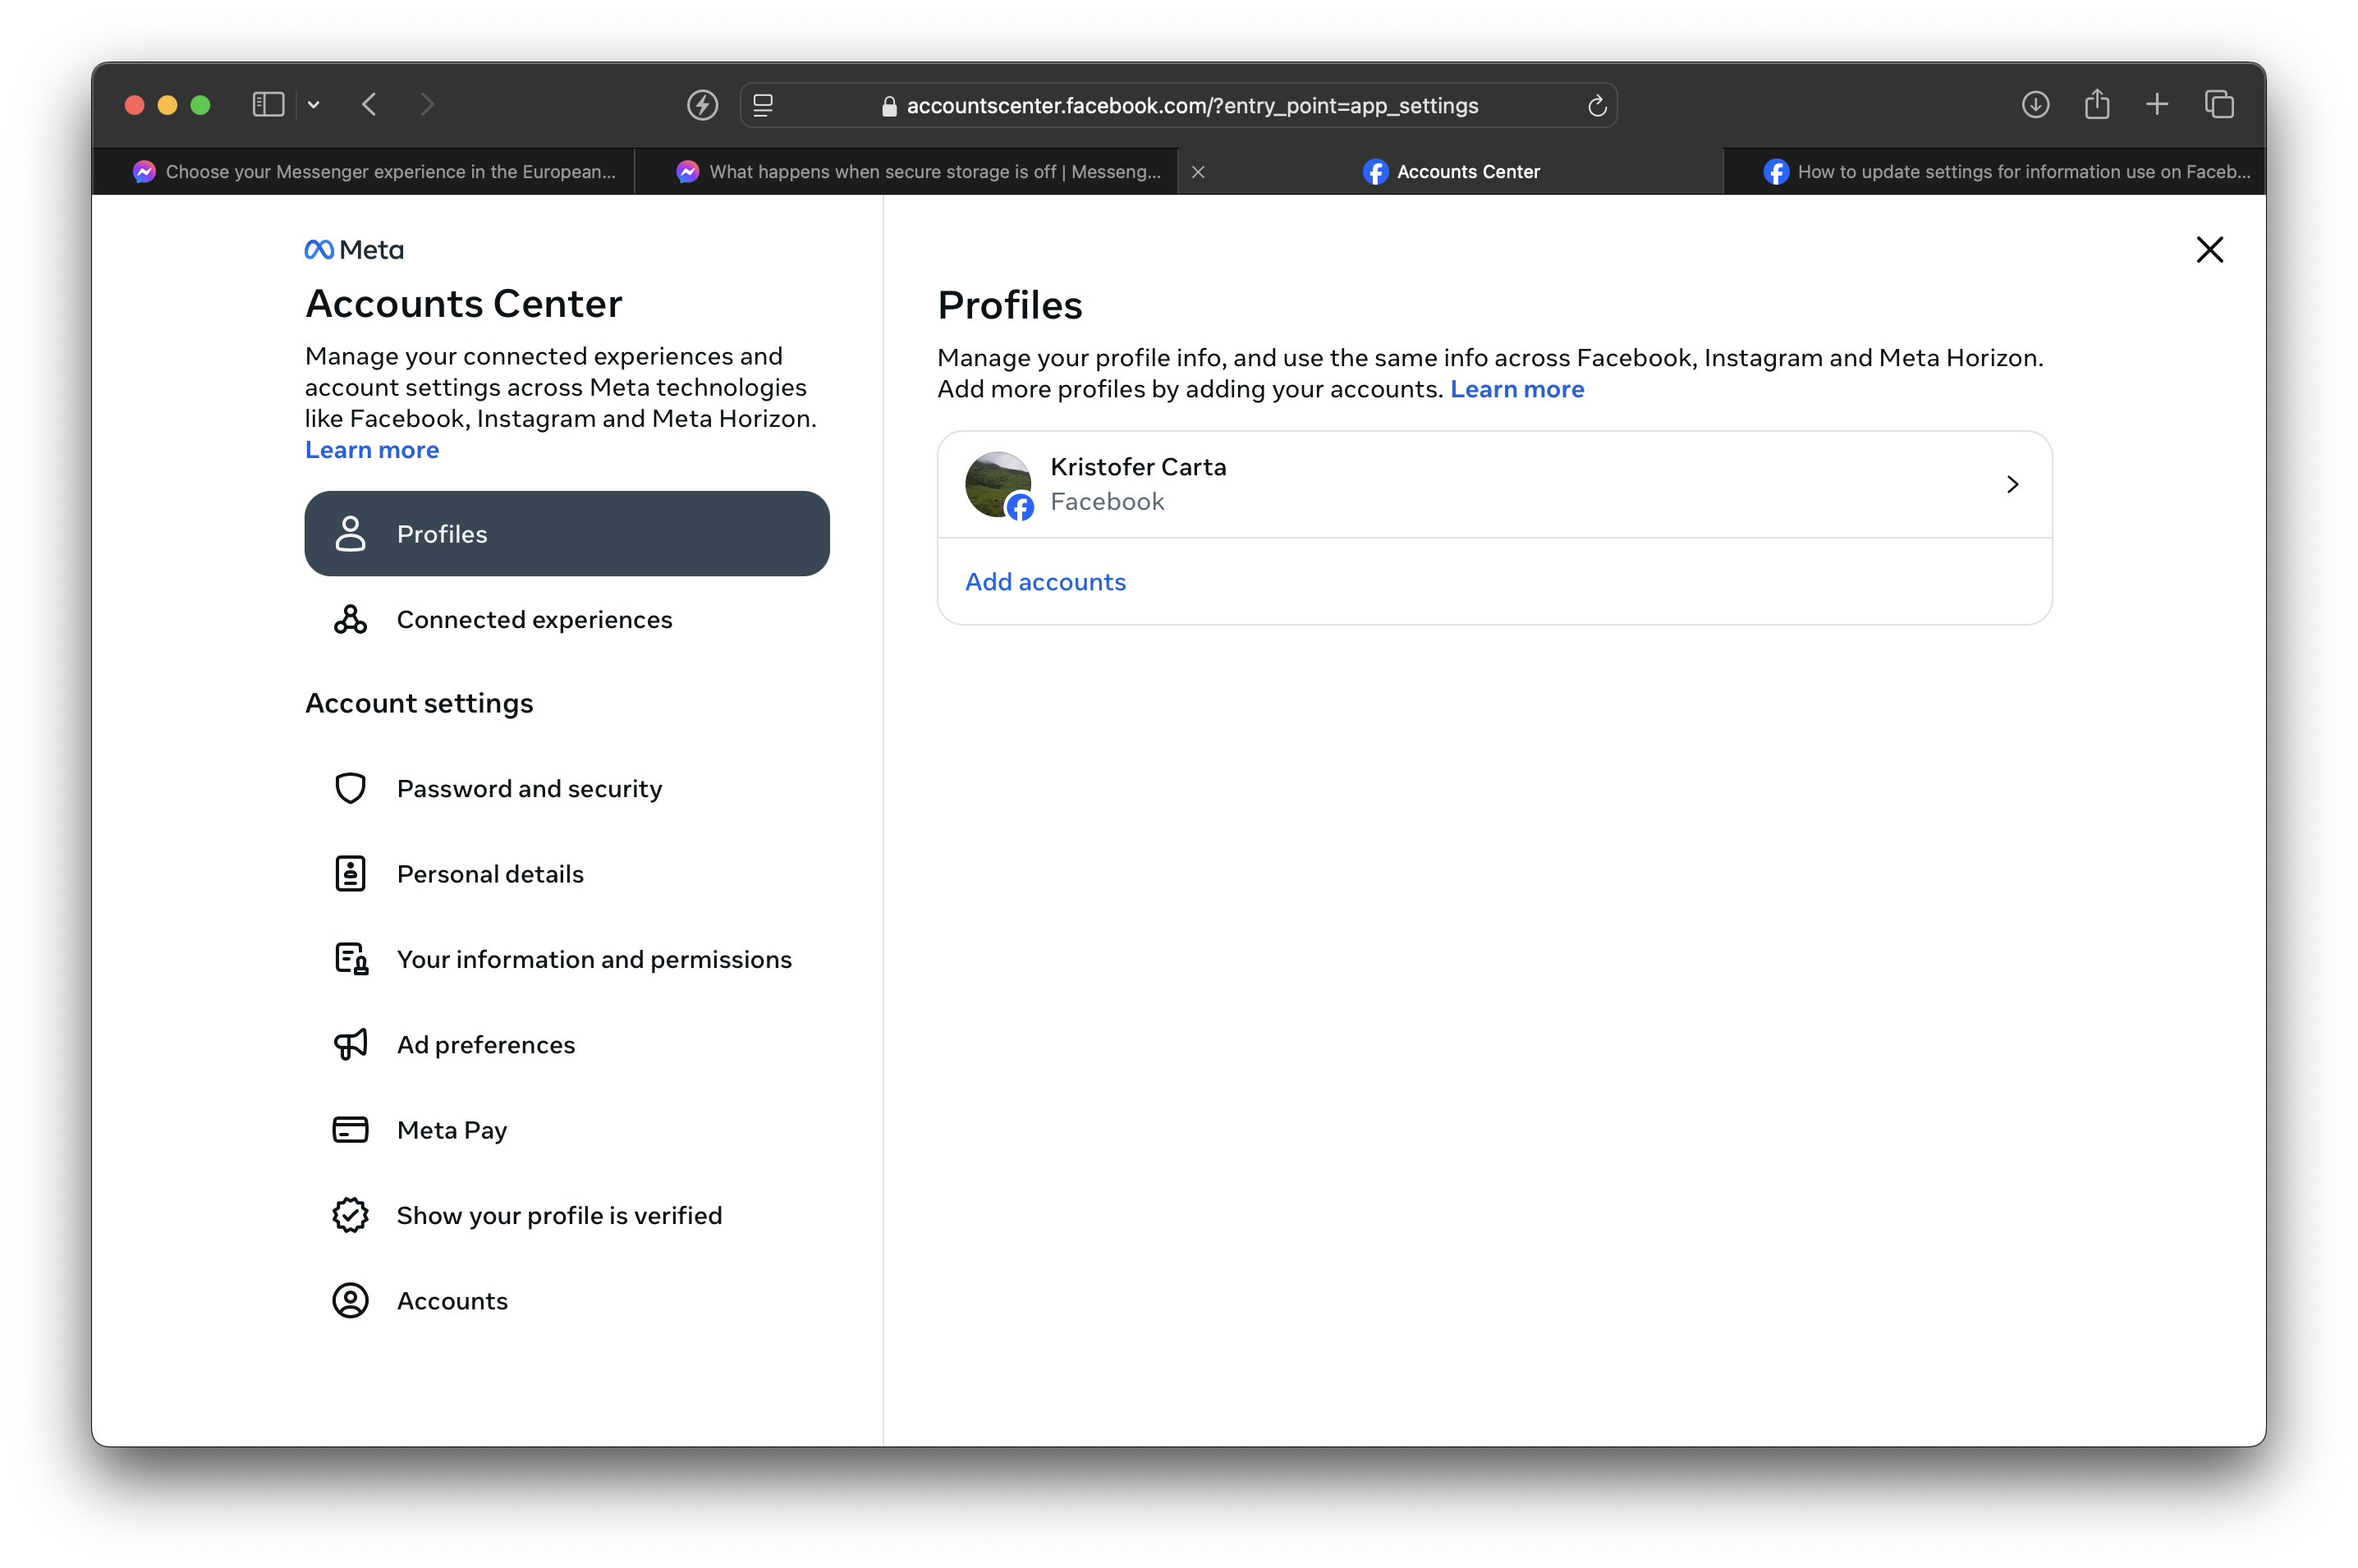 accountscenter.facebook.com/?entry_point=app_settings
Choose your Messenger experience in the European...
What happens when secure storage is off | Messeng...
Accounts Center
How to update settings for information use on Faceb...
Meta
Accounts Center
Manage your connected experiences and
account settings across Meta technologies
like Facebook, Instagram and Meta Horizon.
Learn more
Profiles
Connected experiences
Account settings
Password and security
Personal details
Your information and permissions
Ad preferences
Meta Pay
Show your profile is verified
Accounts
Profiles
Manage your profile info, and use the same info across Facebook, Instagram and Meta Horizon.
Add more profiles by adding your accounts. Learn more
Kristofer Carta
Facebook
Add accounts